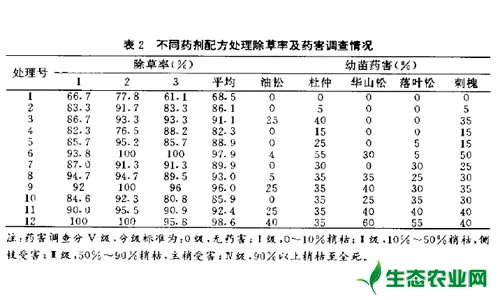 表 2 不同药剂配方处理除草率及药害调查情况
处理号 除草率(%) 幼苗药害(%)
1 2 3 平均 油松 杜仲 华山松 落叶松 刺槐
1 66.7 77.8 61.1 68.5 0 0 0 0 0
2 83.3 91.7 83.3 86.1 0 5 0 0 5
3 86.7 93.3 93.3 91.1 25 40 0 0 35
4 82.3 76.5 88.2 82.3 0 15 0 0 15
5 85.7 95.2 85.7 88.9 0 25 0 5 15
6 93.8 100 100 97.9 4 55 30 5 50
7 87.0 91.3 91.3 89.9 0 30 0 30 25
8 94.7 94.7 89.5 93.0 5 35 35 25 30
9 92 100 96 96.0 25 35 40 30 35
10 84.6 92.3 80.8 85.9 0 35 30 35 30
11 90.0 95.5 90.9 92.4 25 35 40 40 40
12 100 100 95.8 98.6 40 35 60 55 40
注:药害调查分 V 级,分级标准为:0 级,无药害;Ⅰ级,0~10%稍枯;Ⅱ级,10%~50%稍枯,侧
枝受害;Ⅲ级,50%~90%稍枯,主梢受害;Ⅳ级,90%以上稍枯至全死。
生态农业网